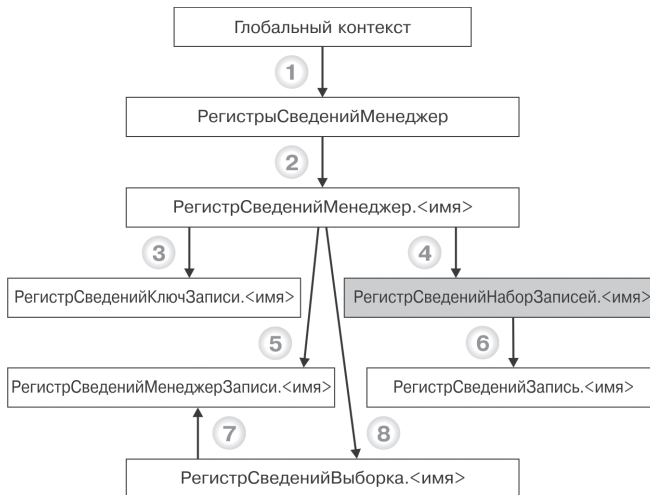 Глобальный контекст
1
РегистрыСведенийМенеджер
2
РегистрСведенийМенеджер.<имя>
3
4
РегистрСведенийКлючЗаписи.<имя>
РегистрСведенийНаборЗаписей.<имя>
5
6
РегистрСведенийМенеджерЗаписи.<имя>
РегистрСведенийЗапись.<имя>
7
8
РегистрСведенийВыборка.<имя>